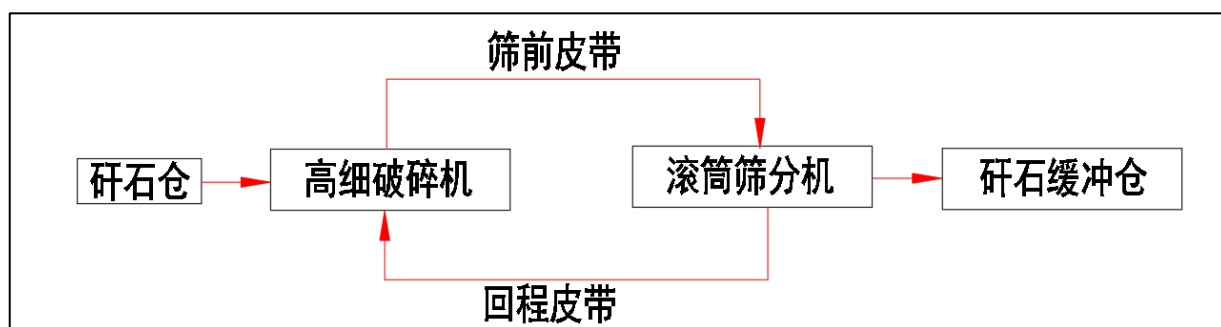 筛前皮带
矸石仓
高细破碎机
滚筒筛分机
矸石缓冲仓
回程皮带